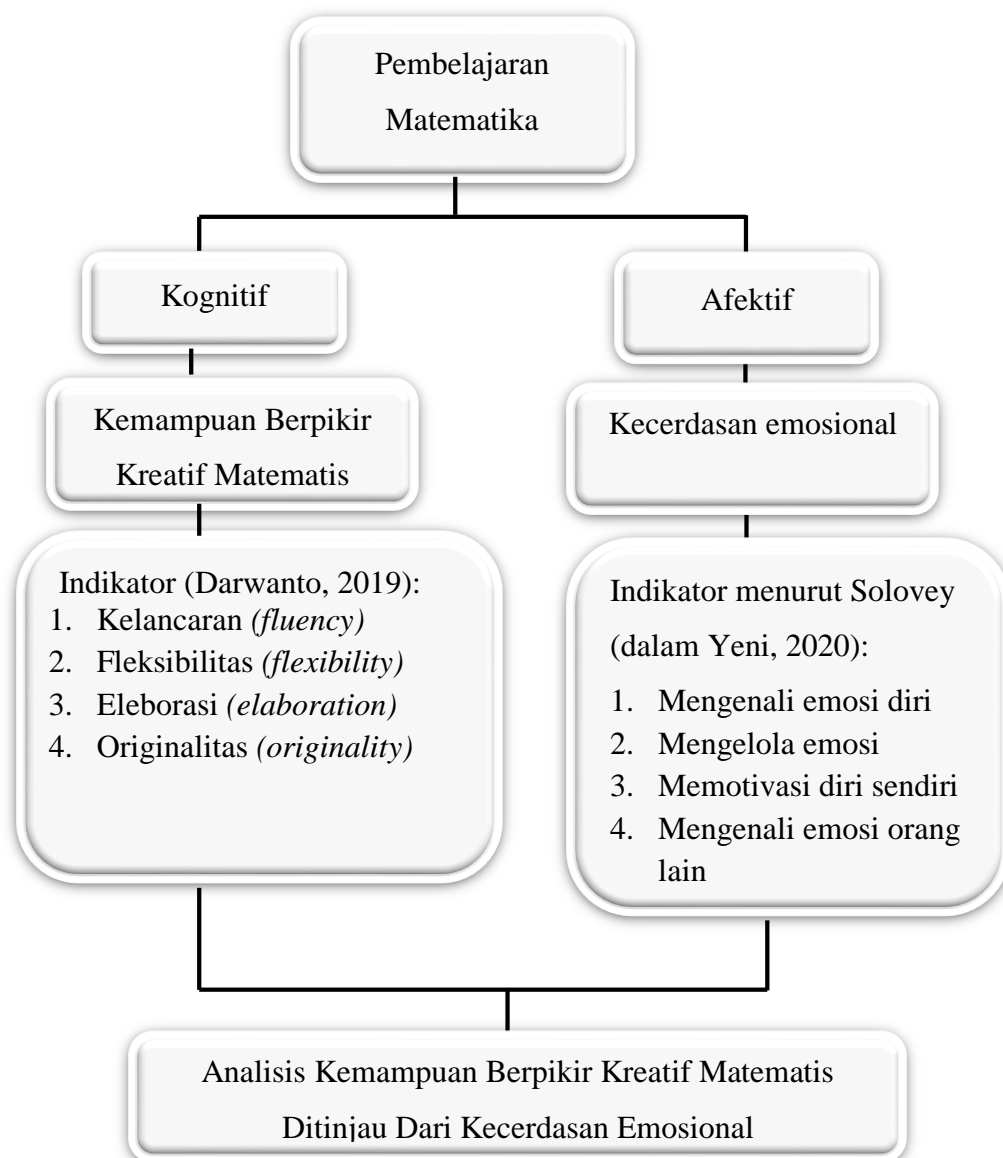 Pembelajaran
Matematika
Kognitif
Afektif
Kemampuan Berpikir
Kreatif Matematis
Kecerdasan emosional
Indikator (Darwanto, 2019):
1. Kelancaran (fluency)
2. Fleksibilitas (flexibility)
3. Eleborasi (elaboration)
4. Originalitas (originality)
Indikator menurut Solovey
(dalam Yeni, 2020):
1. Mengenali emosi diri
2. Mengelola emosi
3. Memotivasi diri sendiri
4. Mengenali emosi orang
lain
Analisis Kemampuan Berpikir Kreatif Matematis
Ditinjau Dari Kecerdasan Emosional